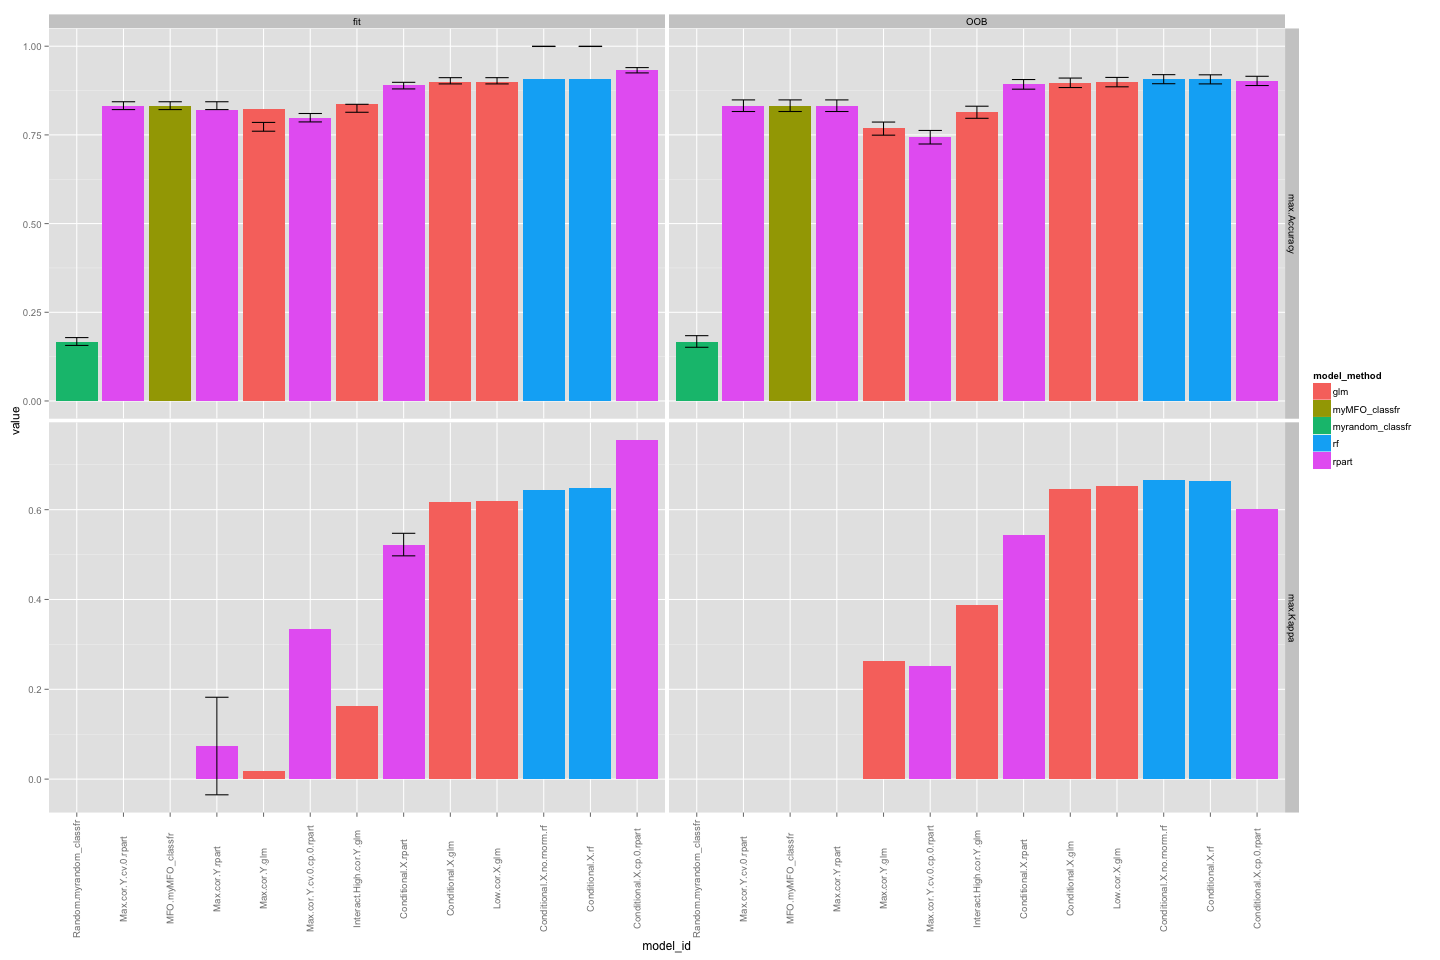 fit
OOB
1.00
0.75
0.50
0.25
0.00
max.Accuracy
value
0.6
0.4
0.2
0.0
max.Kappa
Random.myrandom_classfr
Max.cor.Y.cv.0.rpart
MFO.myMFO_classfr
Max.cor.Y.rpart
Max.cor.Y.glm
Max.cor.Y.cv.0.cp.0.rpart
Interact.High.cor.Y.glm
Conditional.X.rpart
Conditional.X.glm
Low.cor.X.glm
Conditional.X.no.rnorm.rf
Conditional.X.rf
Conditional.X.cp.0.rpart
Random.myrandom_classfr
Max.cor.Y.cv.0.rpart
MFO.myMFO_classfr
Max.cor.Y.rpart
Max.cor.Y.glm
Max.cor.Y.cv.0.cp.0.rpart
Interact.High.cor.Y.glm
Conditional.X.rpart
Conditional.X.glm
Low.cor.X.glm
Conditional.X.no.rnorm.rf
Conditional.X.rf
Conditional.X.cp.0.rpart
model_id
model_method
glm
myMFO_classfr
myrandom_classfr
rf
rpart